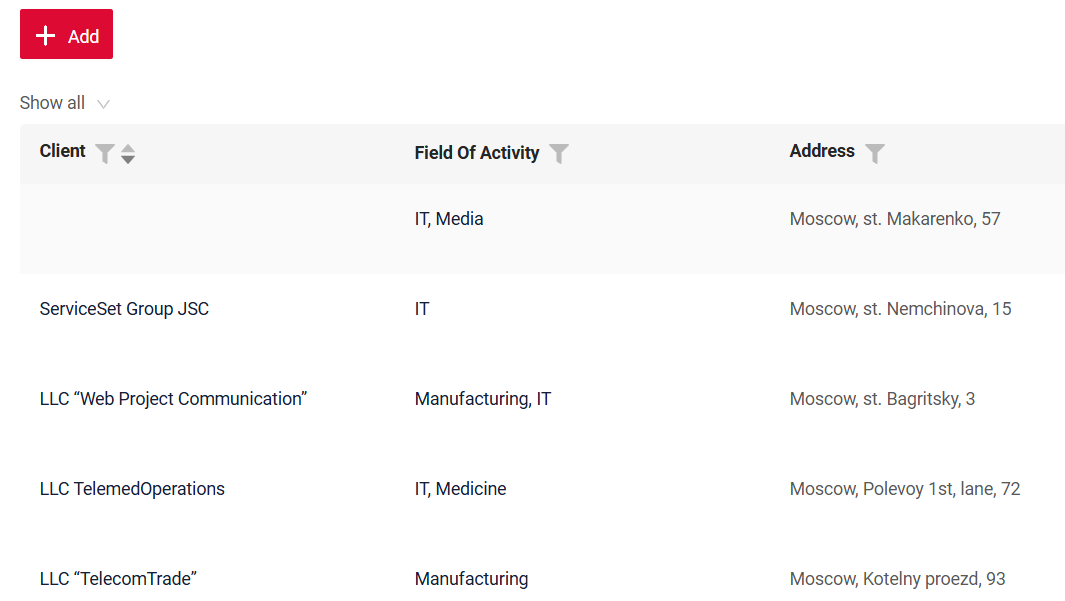 Add
Show all
Client Field Of Activity Address
IT, Media Moscow, st. Makarenko, 57
ServiceSet Group JSC IT Moscow, st. Nemchinova, 15
LLC “Web Project Communication” Manufacturing, IT Moscow, st. Bagritsky, 3
LLC TelemedOperations IT, Medicine Moscow, Polevoy 1st, lane, 72
LLC “TelecomTrade” Manufacturing Moscow, Kotelny proezd, 93